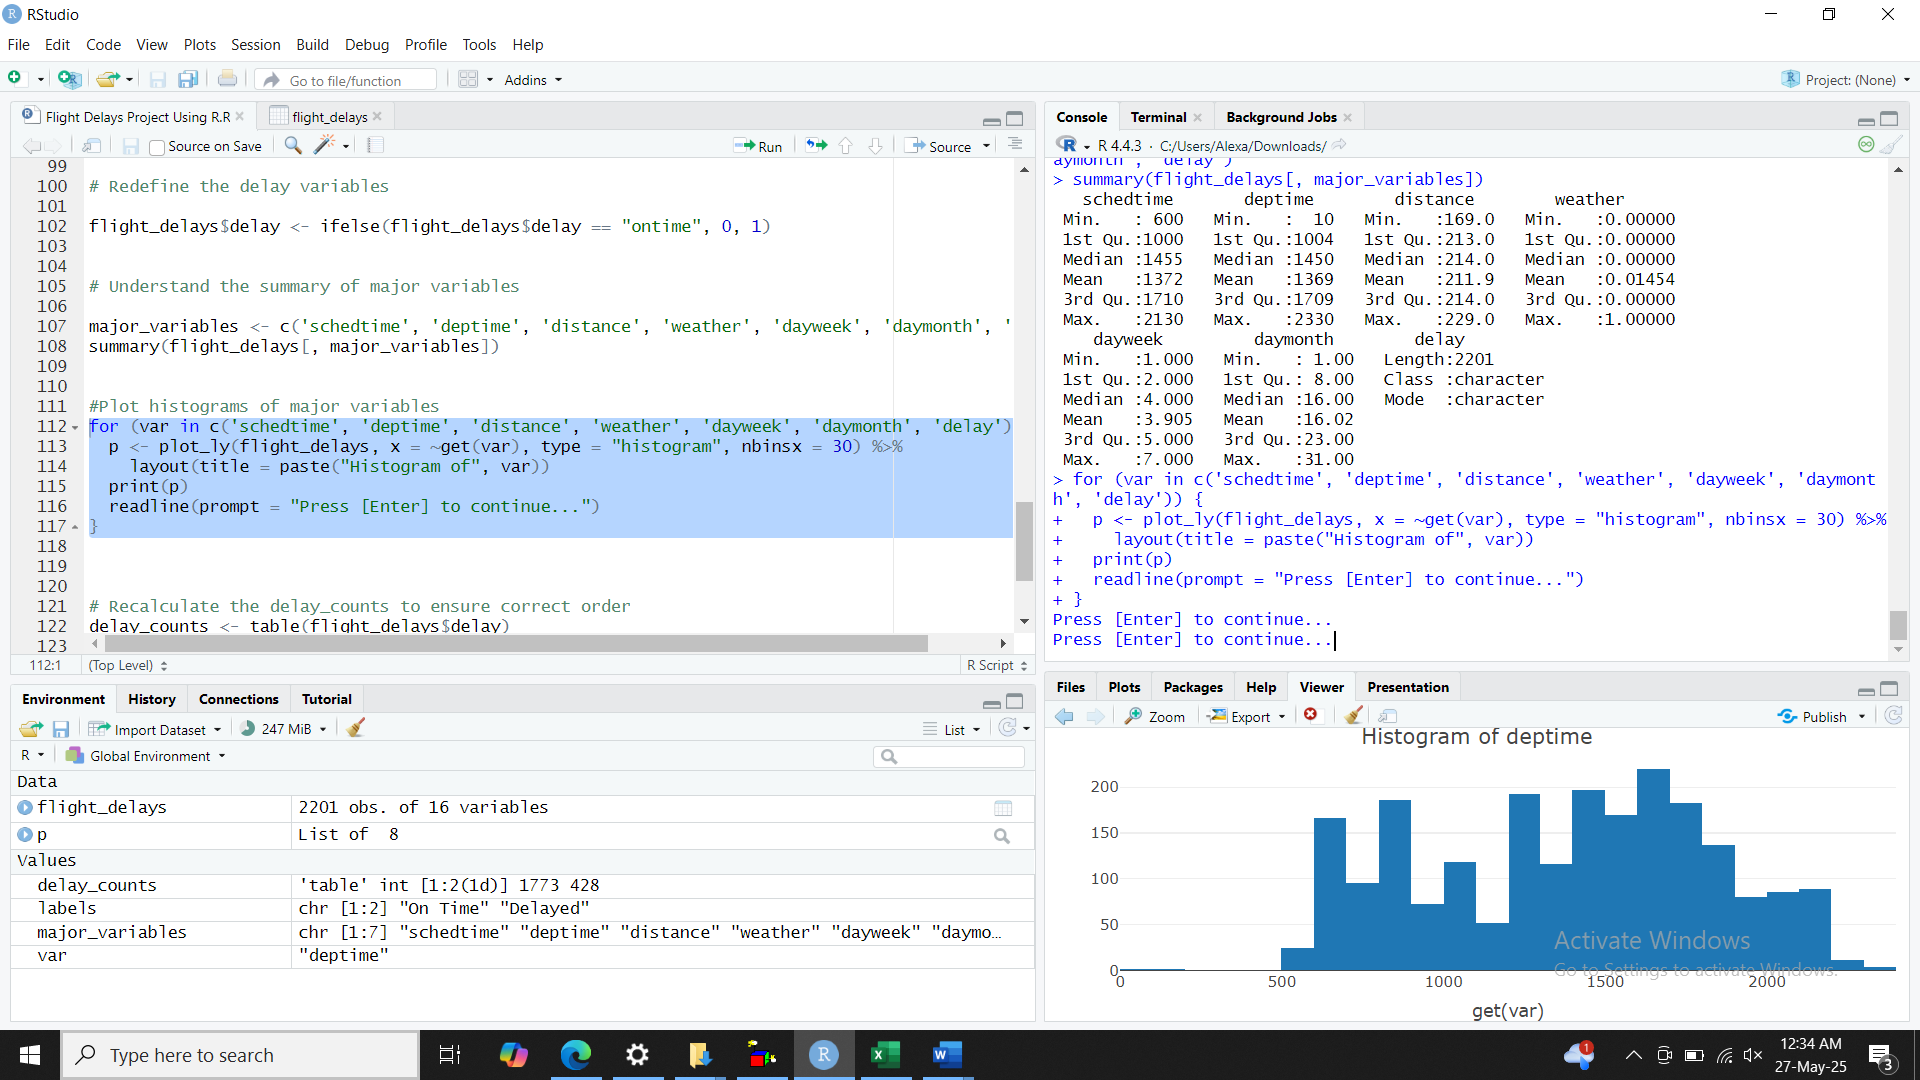 RStudio
File Edit Code View Plots Session Build Debug Profile Tools Help
Go to file/function
Addins
Project: (None)
Flight Delays Project Using R.R
flight_delays
Source on Save
Run
Source
99
100 # Redefine the delay variables
101
102 flight_delays$delay <- ifelse(flight_delays$delay == "ontime", 0, 1)
103
104
105 # Understand the summary of major variables
106
107 major_variables <- c('schedtime', 'deptime', 'distance', 'weather', 'dayweek', 'daymonth', '
108 summary(flight_delays[, major_variables])
109
110
111 #Plot histograms of major variables
112 for (var in c('schedtime', 'deptime', 'distance', 'weather', 'dayweek', 'daymonth', 'delay')
113 p <- plot_ly(flight_delays, x = ~get(var), type = "histogram", nbinsx = 30) %>%
114 layout(title = paste("Histogram of", var))
115 print(p)
116 readline(prompt = "Press [Enter] to continue...")
117 }
118
119
120
121 # Recalculate the delay_counts to ensure correct order
122 delay_counts <- table(flight_delays$delay)
123
112:1 (Top Level) R Script
Console Terminal Background Jobs
R 4.4.3 · C:/Users/Alexa/Downloads/
aymonth', 'delay')
> summary(flight_delays[, major_variables])
schedtime deptime distance weather
Min. : 600 Min. : 10 Min. :169.0 Min. :0.00000
1st Qu.:1000 1st Qu.:1004 1st Qu.:213.0 1st Qu.:0.00000
Median :1455 Median :1450 Median :214.0 Median :0.00000
Mean :1372 Mean :1369 Mean :211.9 Mean :0.01454
3rd Qu.:1710 3rd Qu.:1709 3rd Qu.:214.0 3rd Qu.:0.00000
Max. :2130 Max. :2330 Max. :229.0 Max. :1.00000
dayweek daymonth delay
Min. :1.000 Min. : 1.00 Length:2201
1st Qu.:2.000 1st Qu.: 8.00 Class :character
Median :4.000 Median :16.00 Mode :character
Mean :3.905 Mean :16.02
3rd Qu.:5.000 3rd Qu.:23.00
Max. :7.000 Max. :31.00
> for (var in c('schedtime', 'deptime', 'distance', 'weather', 'dayweek', 'daymont
h', 'delay')) {
+ p <- plot_ly(flight_delays, x = ~get(var), type = "histogram", nbinsx = 30) %>%
+ layout(title = paste("Histogram of", var))
+ print(p)
+ readline(prompt = "Press [Enter] to continue...")
+ }
Press [Enter] to continue...
Press [Enter] to continue...
Environment History Connections Tutorial
Import Dataset 247 MiB List
R Global Environment
Data
flight_delays 2201 obs. of 16 variables
p List of 8
Values
delay_counts 'table' int [1:2(1d)] 1773 428
labels chr [1:2] "On Time" "Delayed"
major_variables chr [1:7] "schedtime" "deptime" "distance" "weather" "dayweek" "daymo…
var "deptime"
Files Plots Packages Help Viewer Presentation
Zoom Export Publish
Histogram of deptime
200
150
100
50
0
0 500 1000 1500 2000
get(var)
Activate Windows
Go to Settings to activate Windows.
Type here to search
1
12:34 AM
27-May-25
3